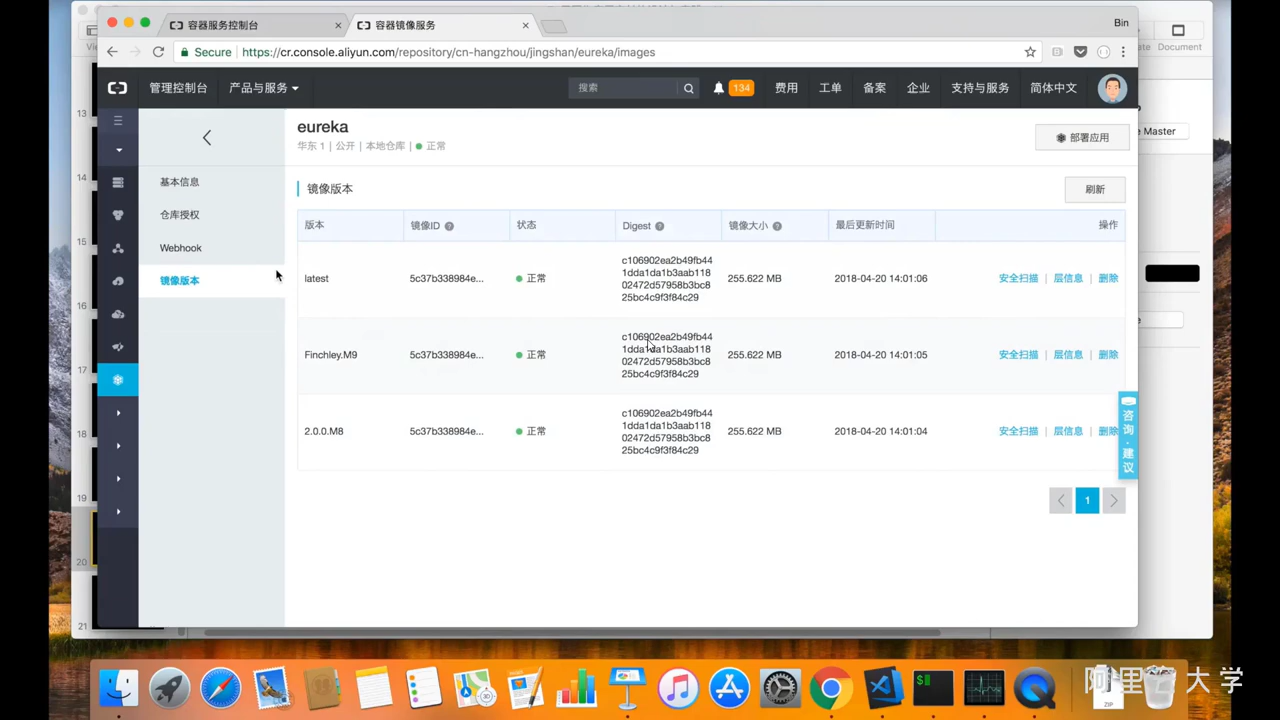 容器服务控制台
容器镜像服务
Bin
Secure
https://cr.console.aliyun.com/repository/cn-hangzhou/jingshan/eureka/images
Document
管理控制台
产品与服务
搜索
134
费用
工单
备案
企业
支持与服务
简体中文
eureka
华东 1 | 公开 | 本地仓库 | 正常
部署应用
基本信息
仓库授权
Webhook
镜像版本
镜像版本
刷新
版本
镜像ID
状态
Digest
镜像大小
最后更新时间
操作
latest
5c37b338984e...
正常
c106902ea2b49fb44
1dda1da1b3aab118
02472d57958b3bc8
25bc4c9f3f84c29
255.622 MB
2018-04-20 14:01:06
安全扫描 | 层信息 | 删除
Finchley.M9
5c37b338984e...
正常
c106902ea2b49fb44
1dda1da1b3aab118
02472d57958b3bc8
25bc4c9f3f84c29
255.622 MB
2018-04-20 14:01:05
安全扫描 | 层信息 | 删除
2.0.0.M8
5c37b338984e...
正常
c106902ea2b49fb44
1dda1da1b3aab118
02472d57958b3bc8
25bc4c9f3f84c29
255.622 MB
2018-04-20 14:01:04
安全扫描 | 层信息 | 删除
咨询·建议
1
Master
13
14
15
16
17
18
19
20
21
ZIP